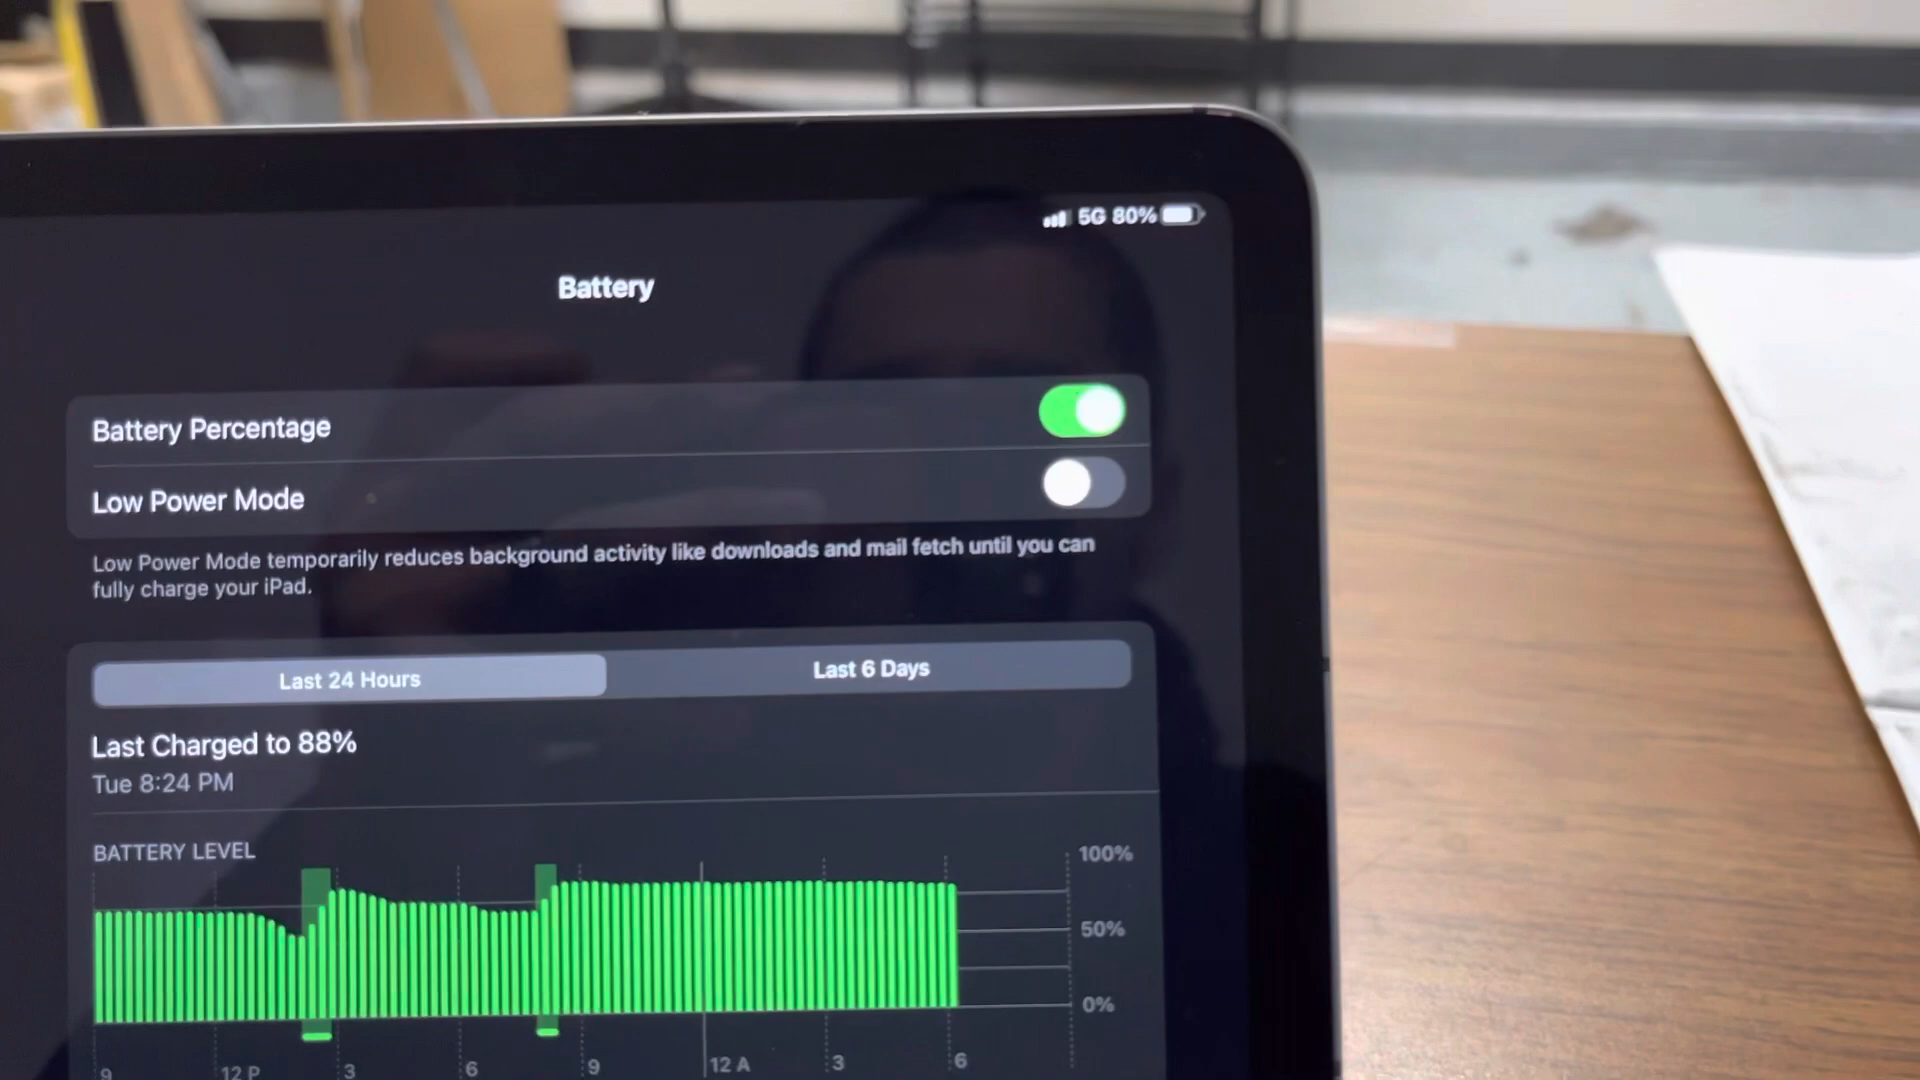 5G 80%
Battery
Battery Percentage
Low Power Mode
Low Power Mode temporarily reduces background activity like downloads and mail fetch until you can
fully charge your iPad.
Last 24 Hours Last 6 Days
Last Charged to 88%
Tue 8:24 PM
BATTERY LEVEL
100%
50%
0%
9 12 P 3 6 9 12 A 3 6